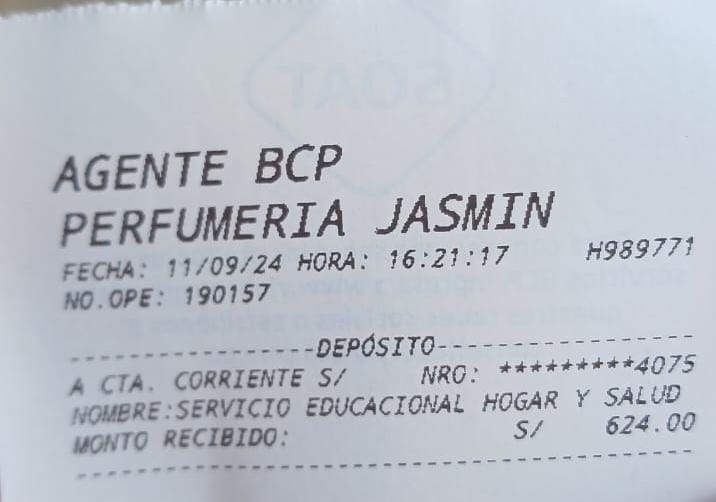 AGENTE BCP
PERFUMERIA JASMIN
FECHA: 11/09/24 HORA: 16:21:17 H989771
NO.OPE: 190157
-----------------DEPÓSITO------------------
A CTA. CORRIENTE S/ NRO: *********4075
NOMBRE:SERVICIO EDUCACIONAL HOGAR Y SALUD
MONTO RECIBIDO: S/ 624.00